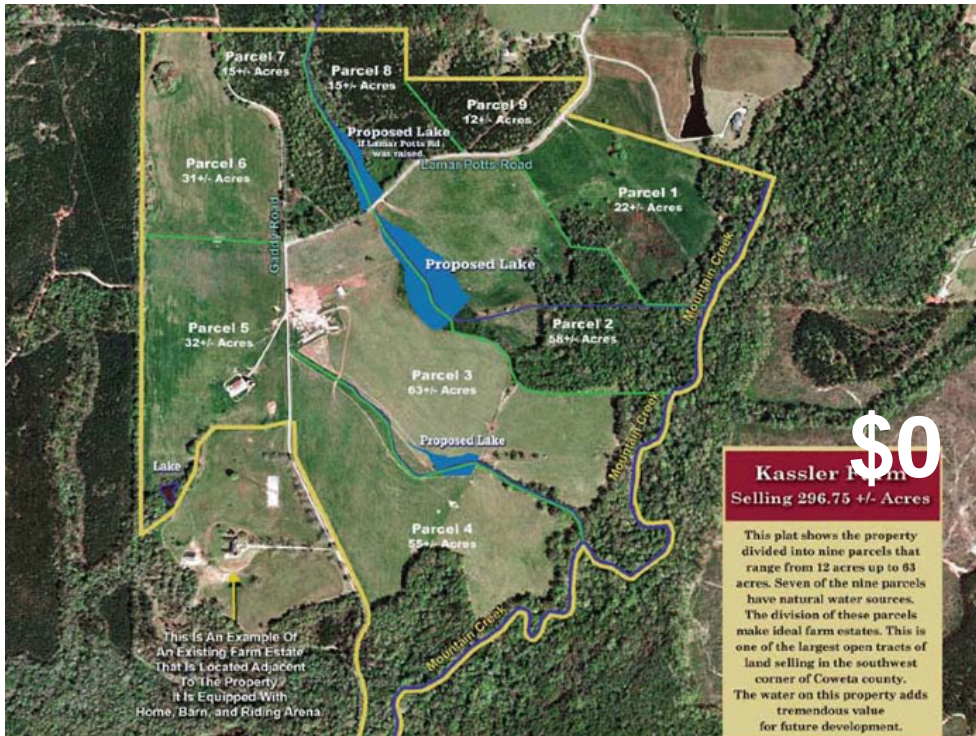 Parcel 7
15+/- Acres
Parcel 8
15+/- Acres
Parcel 9
12+/- Acres
Proposed Lake
If Lamar Potts Rd
was raised.
Lamar Potts Road
Parcel 6
31+/- Acres
Parcel 1
22+/- Acres
Gaddy Road
Mountain Creek
Proposed Lake
Parcel 2
58+/- Acres
Parcel 5
32+/- Acres
Parcel 3
63+/- Acres
Mountain Creek
Proposed Lake
Lake
Parcel 4
55+/- Acres
Mountain Creek
This Is An Example Of
An Existing Farm Estate
That Is Located Adjacent
To The Property.
It Is Equipped With
Home, Barn, and Riding Arena
$0
Kassler Farm
Selling 296.75 +/- Acres
This plat shows the property
divided into nine parcels that
range from 12 acres up to 63
acres. Seven of the nine parcels
have natural water sources.
The division of these parcels
make ideal farm estates. This is
one of the largest open tracts of
land selling in the southwest
corner of Coweta county.
The water on this property adds
tremendous value
for future development.